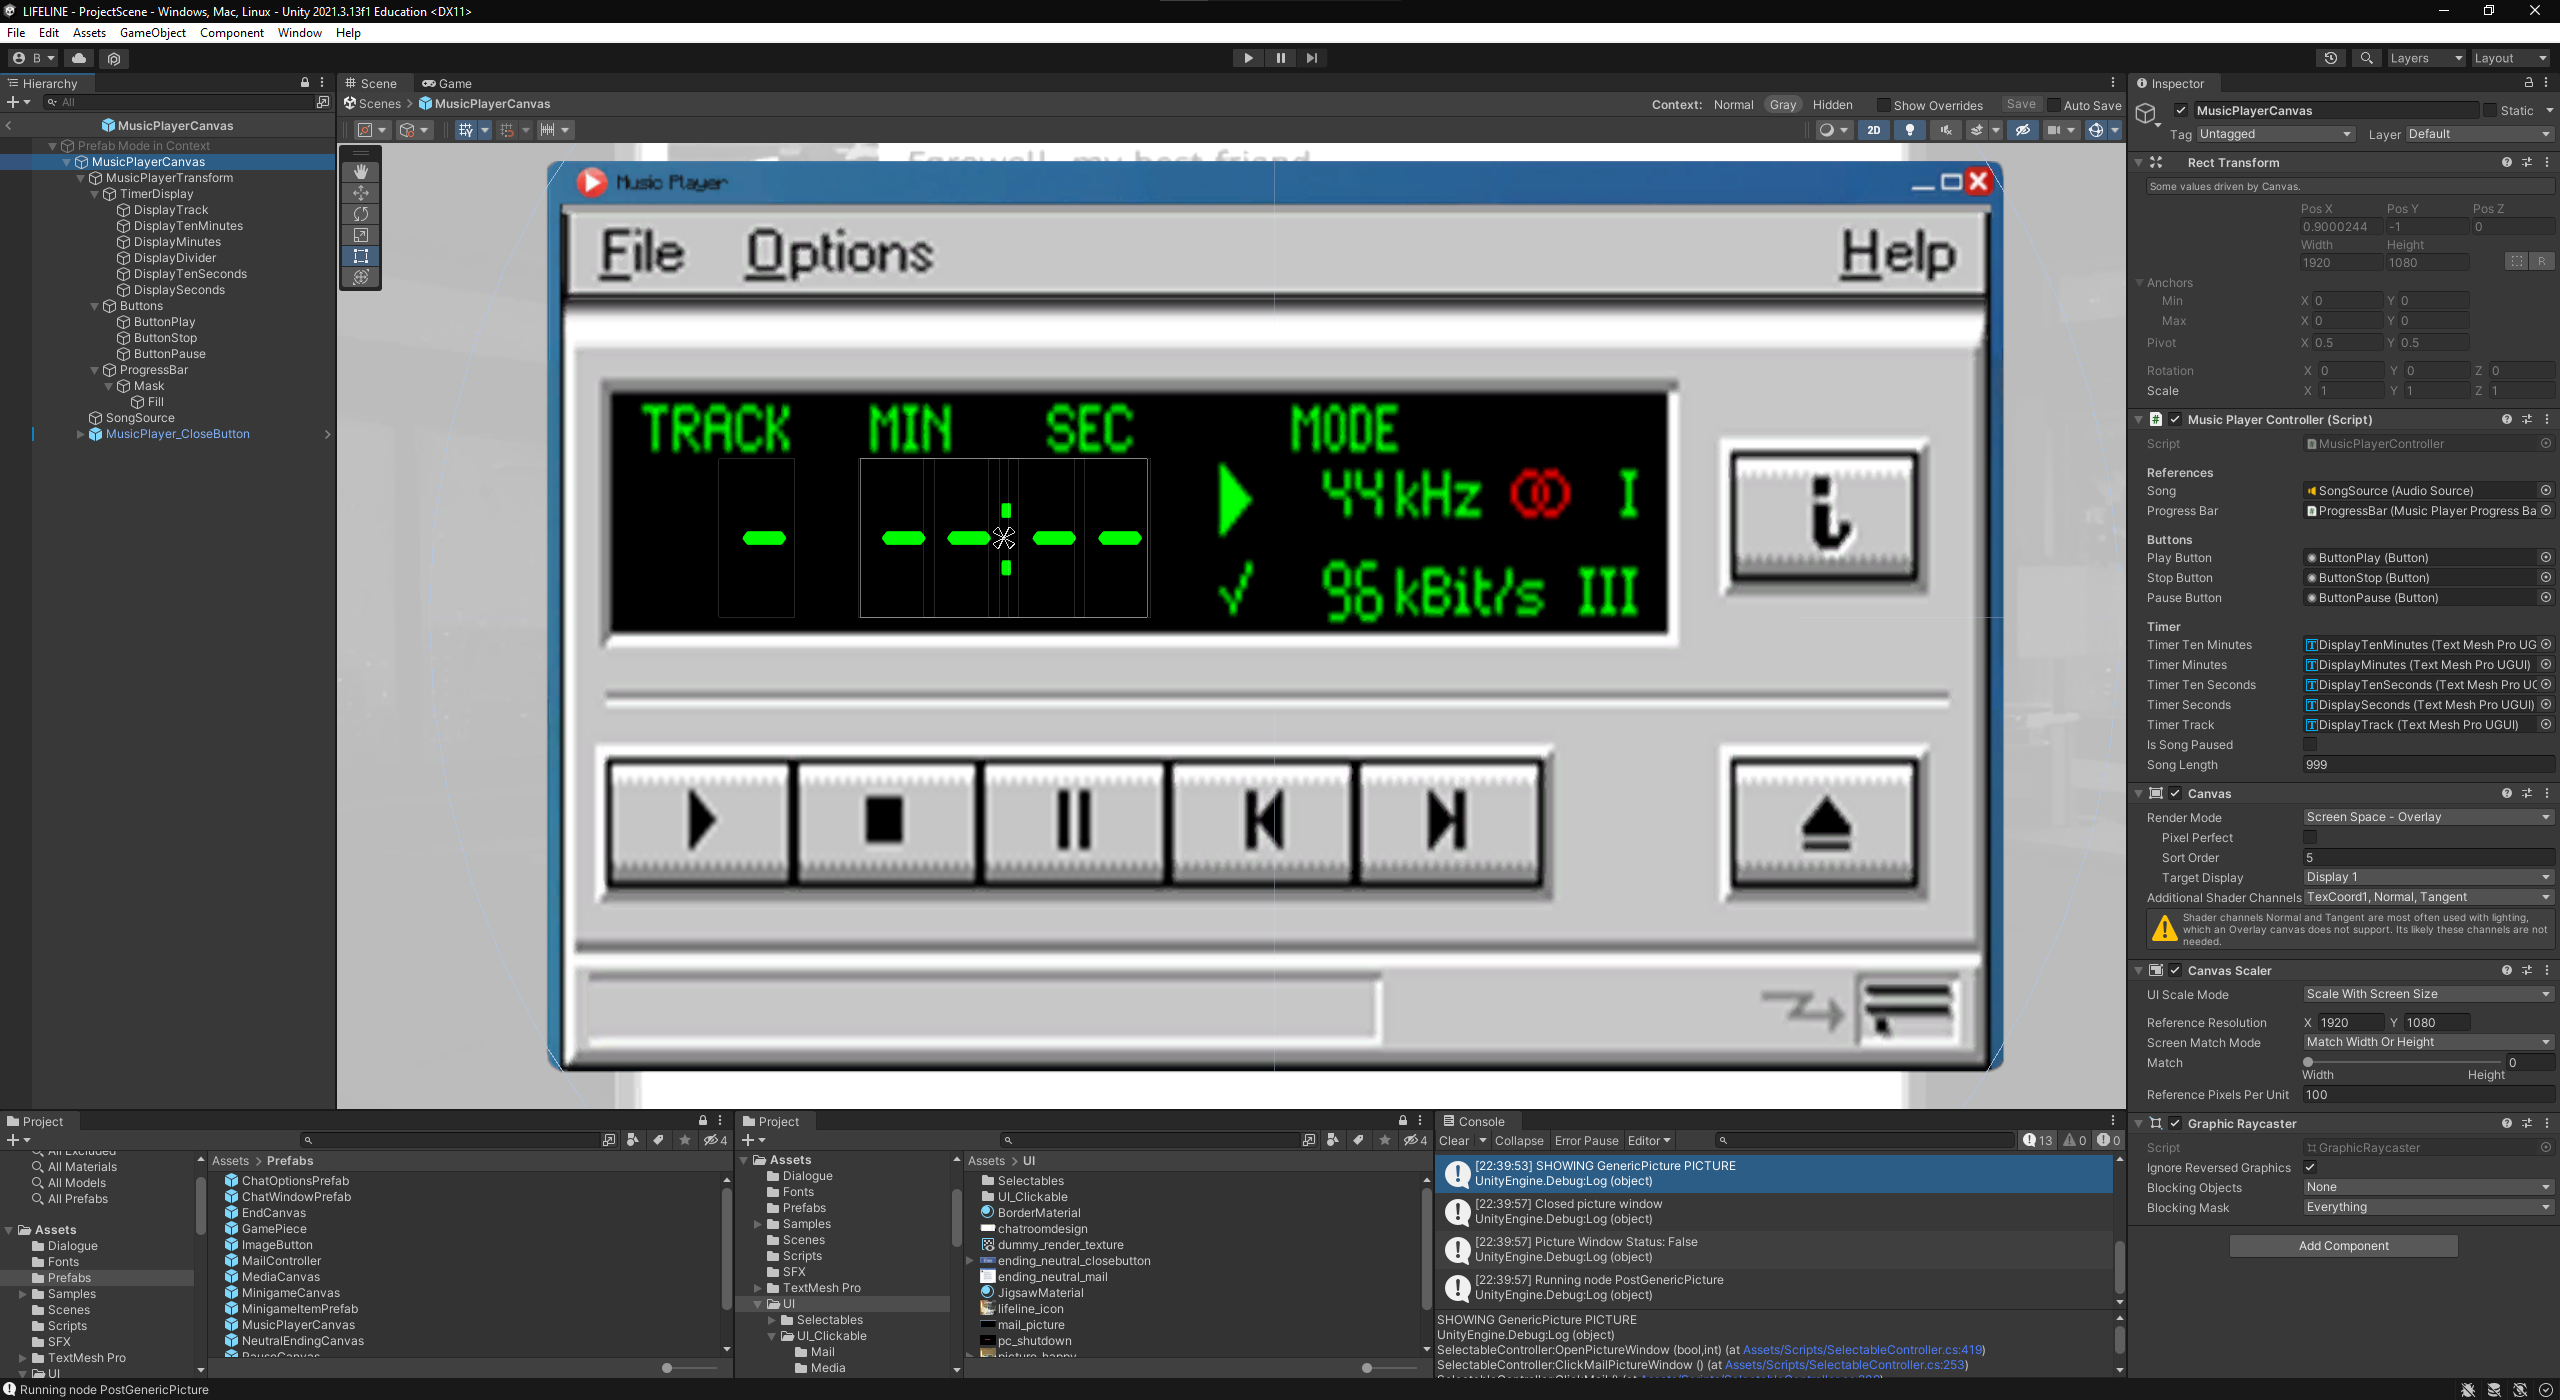 LIFELINE - ProjectScene - Windows, Mac, Linux - Unity 2021.3.13f1 Education <DX11>
File Edit Assets GameObject Component Window Help
B Layers Layout
Hierarchy
All
MusicPlayerCanvas
Prefab Mode in Context
MusicPlayerCanvas
MusicPlayerTransform
TimerDisplay
DisplayTrack
DisplayTenMinutes
DisplayMinutes
DisplayDivider
DisplayTenSeconds
DisplaySeconds
Buttons
ButtonPlay
ButtonStop
ButtonPause
ProgressBar
Mask
Fill
SongSource
MusicPlayer_CloseButton
Scene Game
Scenes > MusicPlayerCanvas
Context: Normal Gray Hidden Show Overrides Save Auto Save
2D
Farewell, my best friend
Music Player
File Options Help
TRACK MIN SEC MODE
44 kHz I
96 kBit/s III
Inspector
MusicPlayerCanvas Static
Tag Untagged Layer Default
Rect Transform
Some values driven by Canvas.
Pos X Pos Y Pos Z
0.9000244 -1 0
Width Height
1920 1080 R
Anchors
Min X 0 Y 0
Max X 0 Y 0
Pivot X 0.5 Y 0.5
Rotation X 0 Y 0 Z 0
Scale X 1 Y 1 Z 1
Music Player Controller (Script)
Script MusicPlayerController
References
Song SongSource (Audio Source)
Progress Bar ProgressBar (Music Player Progress Ba
Buttons
Play Button ButtonPlay (Button)
Stop Button ButtonStop (Button)
Pause Button ButtonPause (Button)
Timer
Timer Ten Minutes DisplayTenMinutes (Text Mesh Pro UG
Timer Minutes DisplayMinutes (Text Mesh Pro UGUI)
Timer Ten Seconds DisplayTenSeconds (Text Mesh Pro UG
Timer Seconds DisplaySeconds (Text Mesh Pro UGUI)
Timer Track DisplayTrack (Text Mesh Pro UGUI)
Is Song Paused
Song Length 999
Canvas
Render Mode Screen Space - Overlay
Pixel Perfect
Sort Order 5
Target Display Display 1
Additional Shader Channels TexCoord1, Normal, Tangent
Shader channels Normal and Tangent are most often used with lighting,
which an Overlay canvas does not support. Its likely these channels are not
needed.
Canvas Scaler
UI Scale Mode Scale With Screen Size
Reference Resolution X 1920 Y 1080
Screen Match Mode Match Width Or Height
Match 0
Width Height
Reference Pixels Per Unit 100
Graphic Raycaster
Script GraphicRaycaster
Ignore Reversed Graphics
Blocking Objects None
Blocking Mask Everything
Add Component
Project
4
All Excluded
All Materials
All Models
All Prefabs
Assets
Dialogue
Fonts
Prefabs
Samples
Scenes
Scripts
SFX
TextMesh Pro
UI
Assets > Prefabs
ChatOptionsPrefab
ChatWindowPrefab
EndCanvas
GamePiece
ImageButton
MailController
MediaCanvas
MinigameCanvas
MinigameItemPrefab
MusicPlayerCanvas
NeutralEndingCanvas
PauseCanvas
Project
4
Assets
Dialogue
Fonts
Prefabs
Samples
Scenes
Scripts
SFX
TextMesh Pro
UI
Selectables
UI_Clickable
Mail
Media
Assets > UI
Selectables
UI_Clickable
BorderMaterial
chatroomdesign
dummy_render_texture
ending_neutral_closebutton
ending_neutral_mail
JigsawMaterial
lifeline_icon
mail_picture
pc_shutdown
picture_happy
Console
Clear Collapse Error Pause Editor 13 0 0
[22:39:53] SHOWING GenericPicture PICTURE
UnityEngine.Debug:Log (object)
[22:39:57] Closed picture window
UnityEngine.Debug:Log (object)
[22:39:57] Picture Window Status: False
UnityEngine.Debug:Log (object)
[22:39:57] Running node PostGenericPicture
UnityEngine.Debug:Log (object)
SHOWING GenericPicture PICTURE
UnityEngine.Debug:Log (object)
SelectableController:OpenPictureWindow (bool,int) (at Assets/Scripts/SelectableController.cs:419)
SelectableController:ClickMailPictureWindow () (at Assets/Scripts/SelectableController.cs:253)
Running node PostGenericPicture